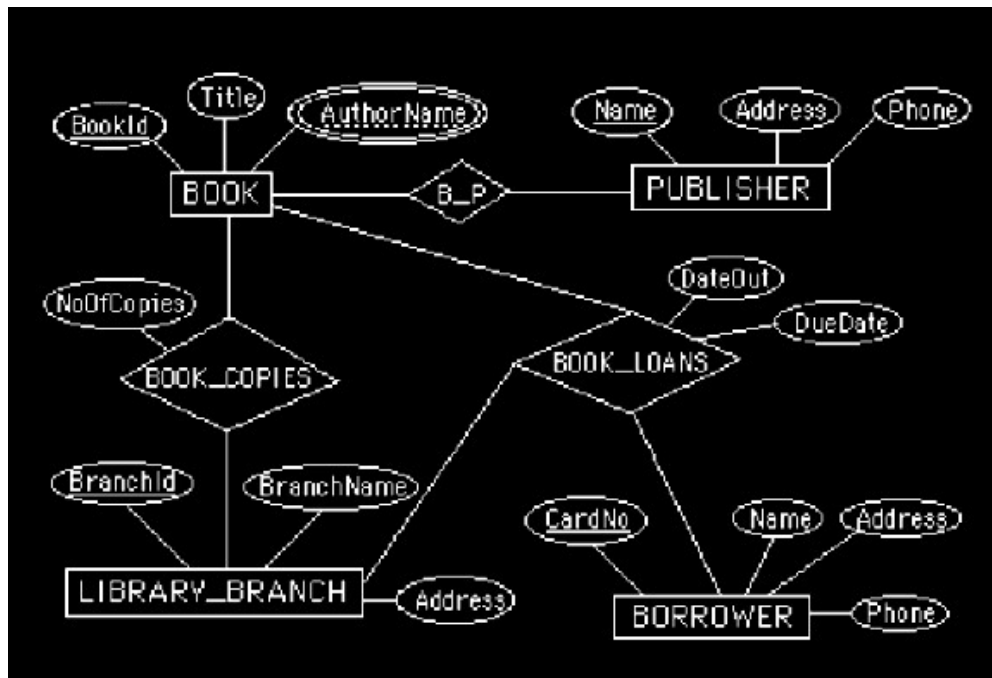 Title
AuthorName
Name
Address
Phone
BookId
BOOK
B_P
PUBLISHER
DateOut
NoOfCopies
DueDate
BOOK_COPIES
BOOK_LOANS
BranchId
BranchName
CardNo
Name
Address
LIBRARY_BRANCH
Address
BORROWER
Phone